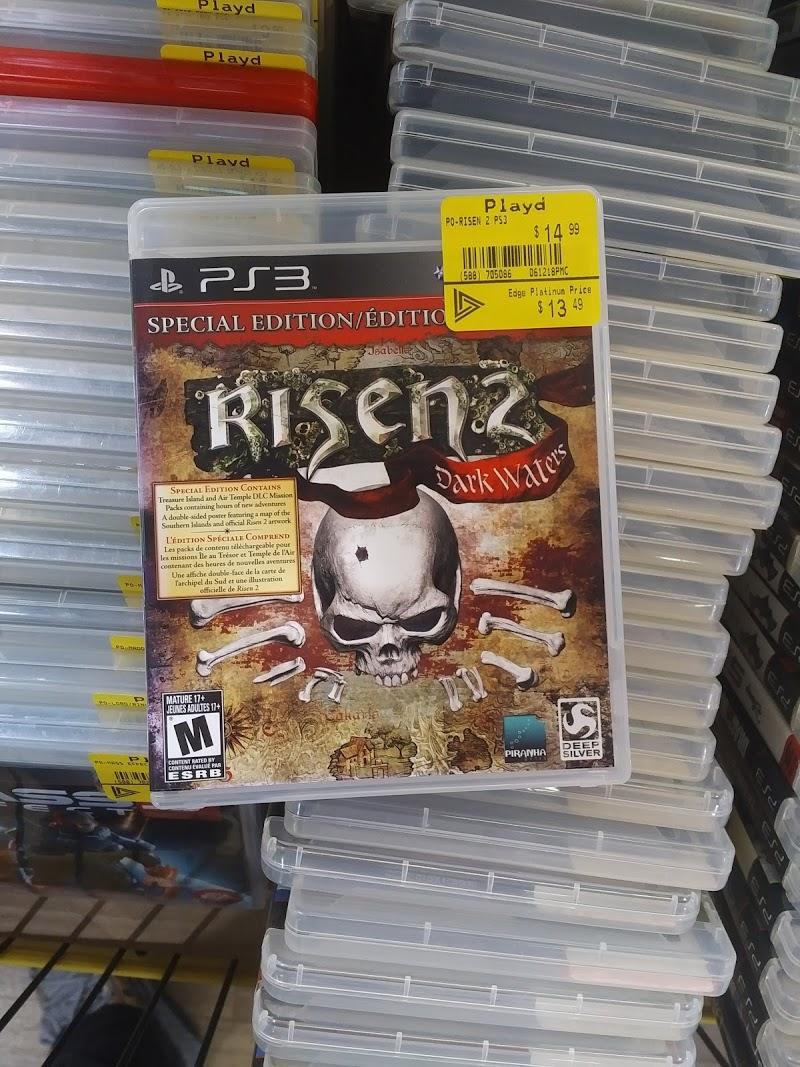 Playd
Playd
Playd
Playd
PO-RISEN 2 PS3
$ 14 99
(588) 705086 D61218PMC
Edge Platinum Price
$ 13 49
PS3
SPECIAL EDITION/ÉDITIO
Isabella
RISEN 2
Dark Waters
SPECIAL EDITION CONTAINS
Treasure Island and Air Temple DLC Mission
Packs containing hours of new adventures
A double-sided poster featuring a map of the
Southern Islands and official Risen 2 artwork
L'ÉDITION SPÉCIALE COMPREND
Les packs de contenu téléchargeable pour
les missions Île au Trésor et Temple de l'Air
contenant des heures de nouvelles aventures
Une affiche double-face de la carte de
l'archipel du Sud et une illustration
officielle de Risen 2
MATURE 17+
JEUNES ADULTES 17+
M
CONTENT RATED BY
CONTENU ÉVALUÉ PAR
ESRB
PIRANHA
DEEP
SILVER